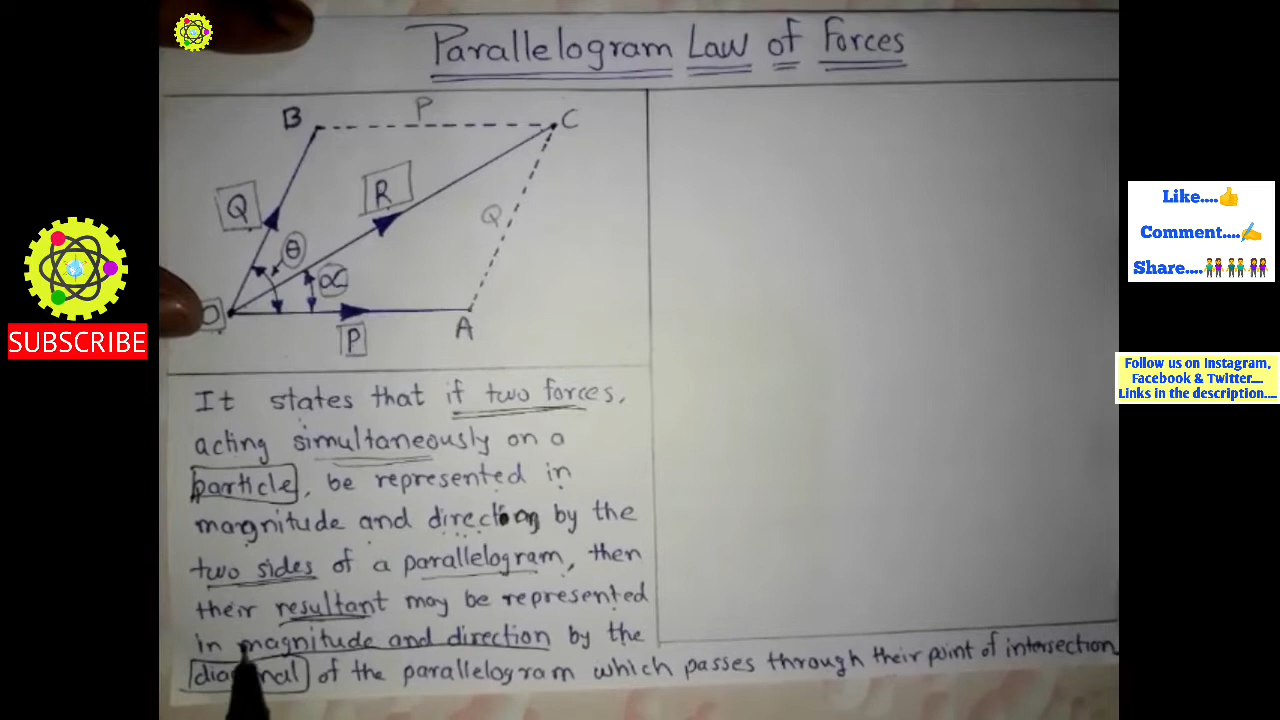 Parallelogram Law of Forces
B
P
C
Q
R
Q
θ
α
O
P
A
It states that if two forces,
acting simultaneously on a
particle, be represented in
magnitude and direction by the
two sides of a parallelogram, then
their resultant may be represented
in magnitude and direction by the
diagonal of the parallelogram which passes through their point of intersection
SUBSCRIBE
Like....👍
Comment....✍
Share....
Follow us on Instagram,
Facebook & Twitter....
Links in the description....